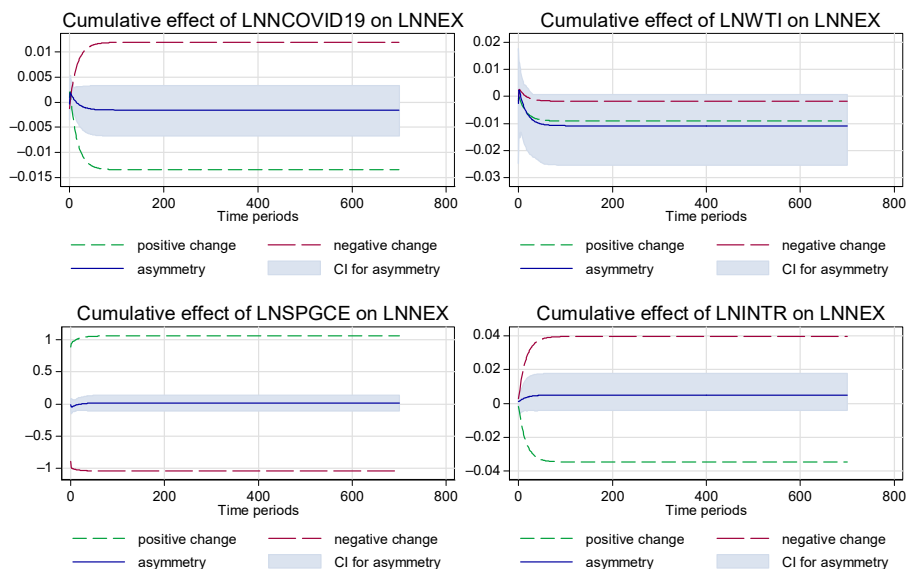 Cumulative effect of LNNCOVID19 on LNNEX
0.01
0.005
0
−0.005
−0.01
−0.015
0 200 400 600 800
Time periods
positive change negative change
asymmetry CI for asymmetry
Cumulative effect of LNWTI on LNNEX
0.02
0.01
0
−0.01
−0.02
−0.03
0 200 400 600 800
Time periods
positive change negative change
asymmetry CI for asymmetry
Cumulative effect of LNSPGCE on LNNEX
1
0.5
0
−0.5
−1
0 200 400 600 800
Time periods
positive change negative change
asymmetry CI for asymmetry
Cumulative effect of LNINTR on LNNEX
0.04
0.02
0
−0.02
−0.04
0 200 400 600 800
Time periods
positive change negative change
asymmetry CI for asymmetry